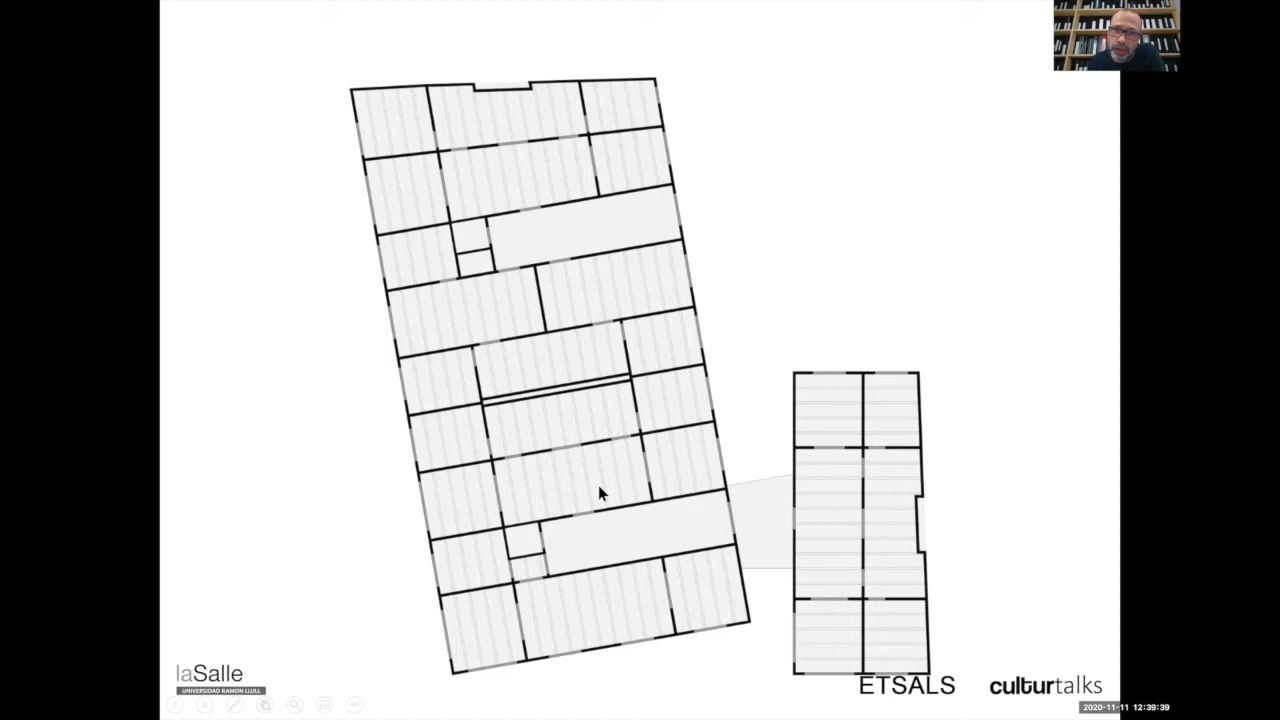 laSalle
UNIVERSIDAD RAMON LLULL
ETSALS
culturtalks
2020-11-11 12:39:39